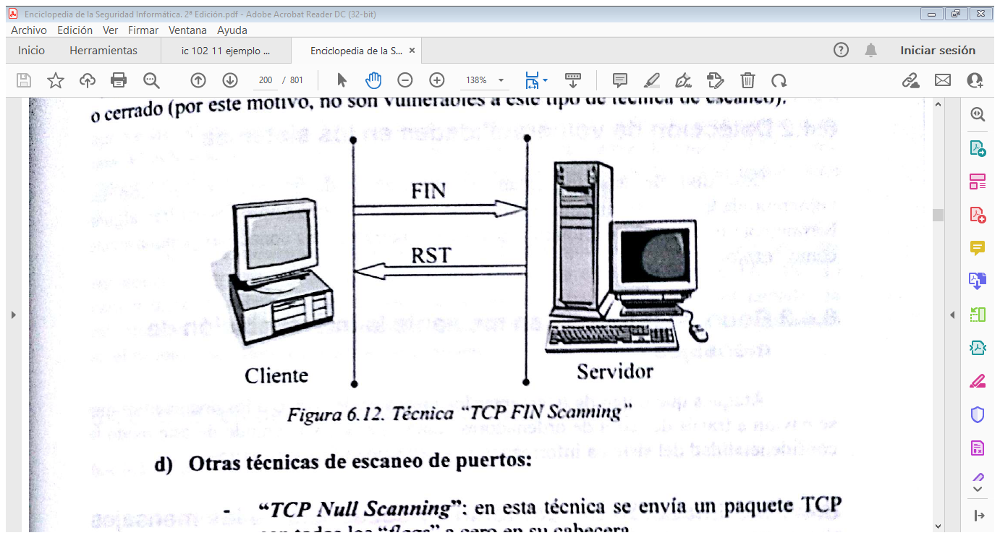 Enciclopedia de la Seguridad Informática. 2ª Edición.pdf - Adobe Acrobat Reader DC (32-bit)
Archivo Edición Ver Firmar Ventana Ayuda
Inicio Herramientas ic 102 11 ejemplo ... Enciclopedia de la S... × Iniciar sesión
200 / 801 138%
o cerrado (por este motivo, no son vulnerables a este tipo de técnica de escaneo).
FIN
RST
Cliente
Servidor
Figura 6.12. Técnica “TCP FIN Scanning”
d) Otras técnicas de escaneo de puertos:
- “TCP Null Scanning”: en esta técnica se envía un paquete TCP
con todos los “flags” a cero en su cabecera.